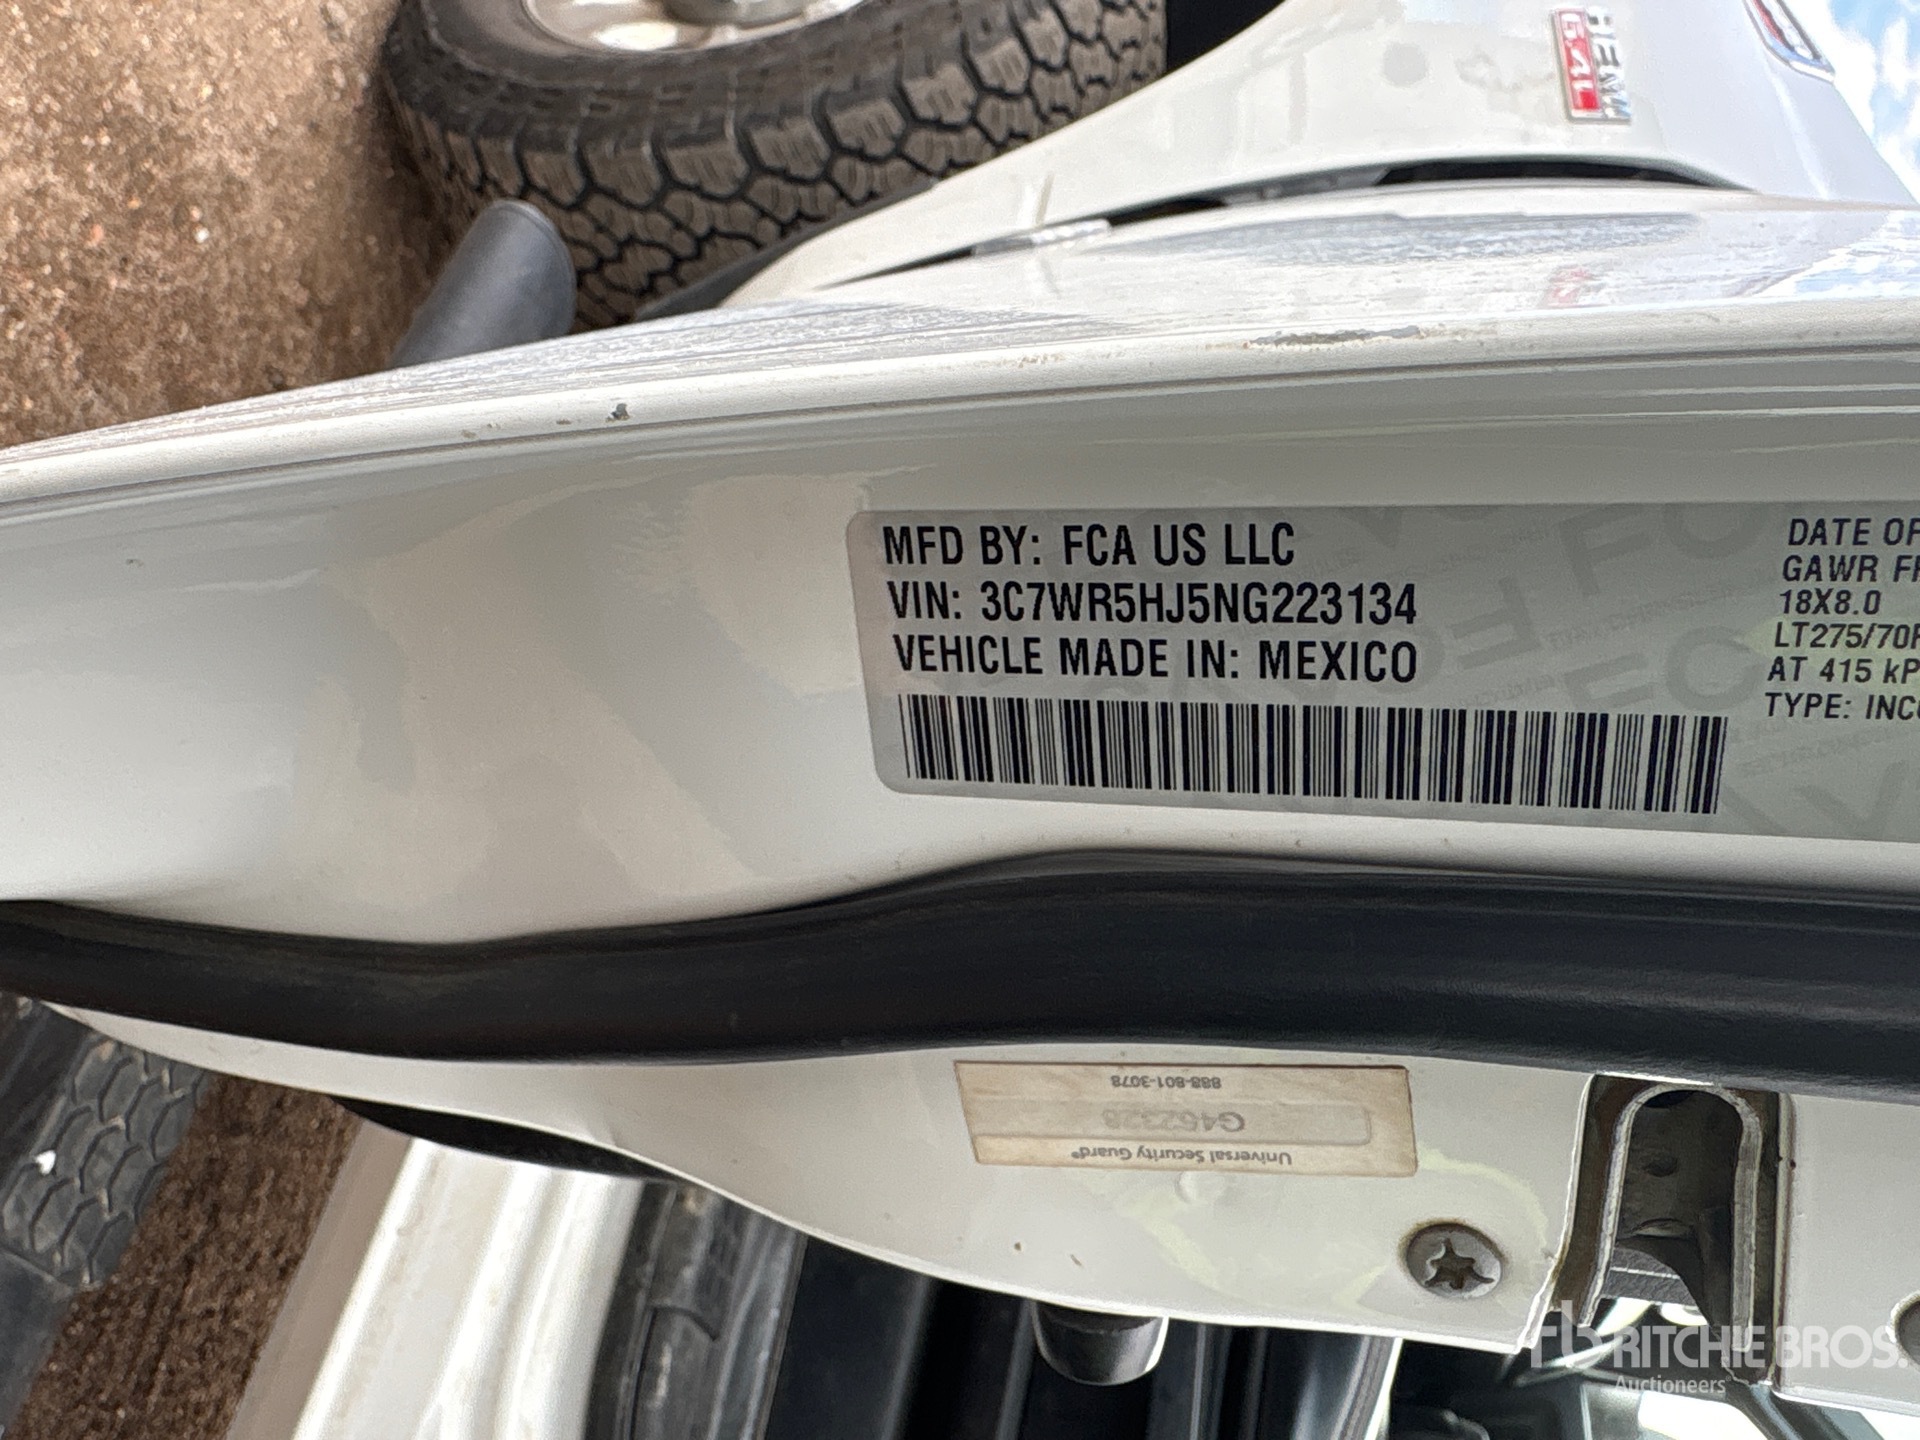 HEMI
6.4L
MFD BY: FCA US LLC
VIN: 3C7WR5HJ5NG223134
VEHICLE MADE IN: MEXICO
DATE OF
GAWR
18X8.0
LT275/70
AT 415 kP
TYPE:
Universal Security Guard®
G452328
888-801-3078
RITCHIE BROS.
Auctioneers